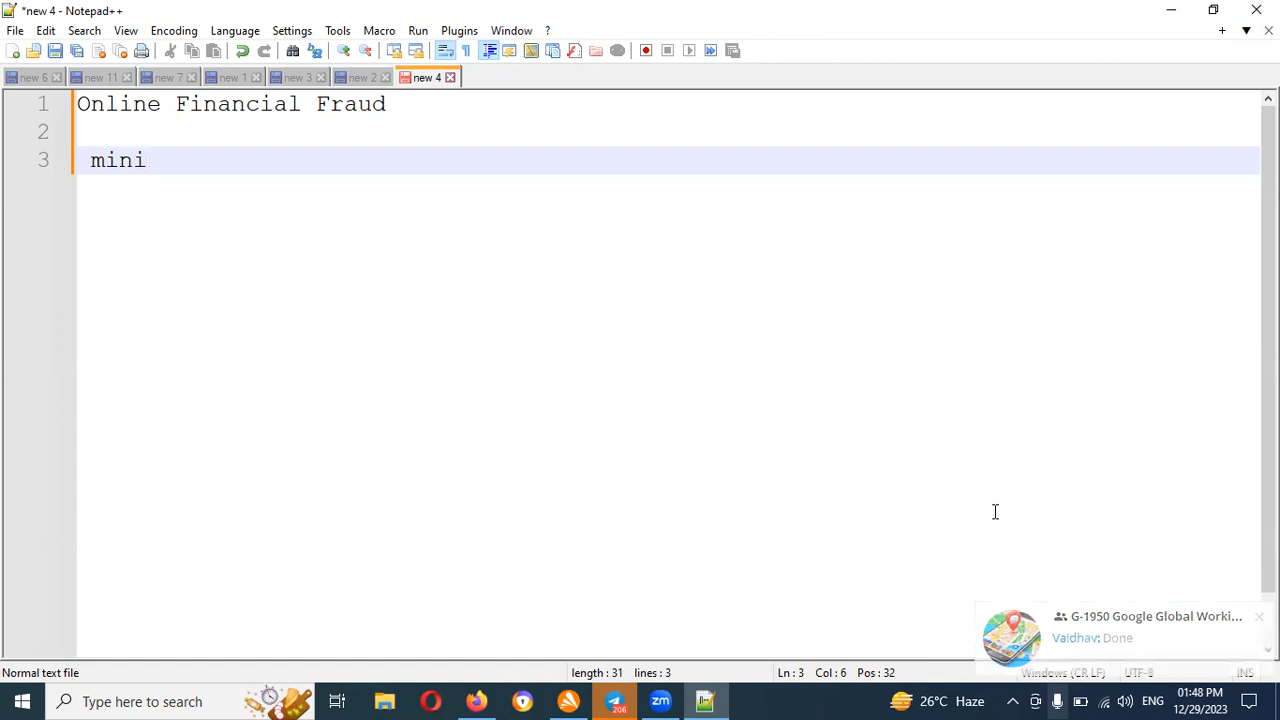 *new 4 - Notepad++
File Edit Search View Encoding Language Settings Tools Macro Run Plugins Window ?
new 6 new 11 new 7 new 1 new 3 new 2 new 4
1 Online Financial Fraud
2
3 mini
G-1950 Google Global Worki...
Vaidhav: Done
Normal text file length : 31 lines : 3 Ln : 3 Col : 6 Pos : 32 Windows (CR LF) UTF-8 INS
Type here to search 206 zm 26°C Haze ENG 01:48 PM
12/29/2023